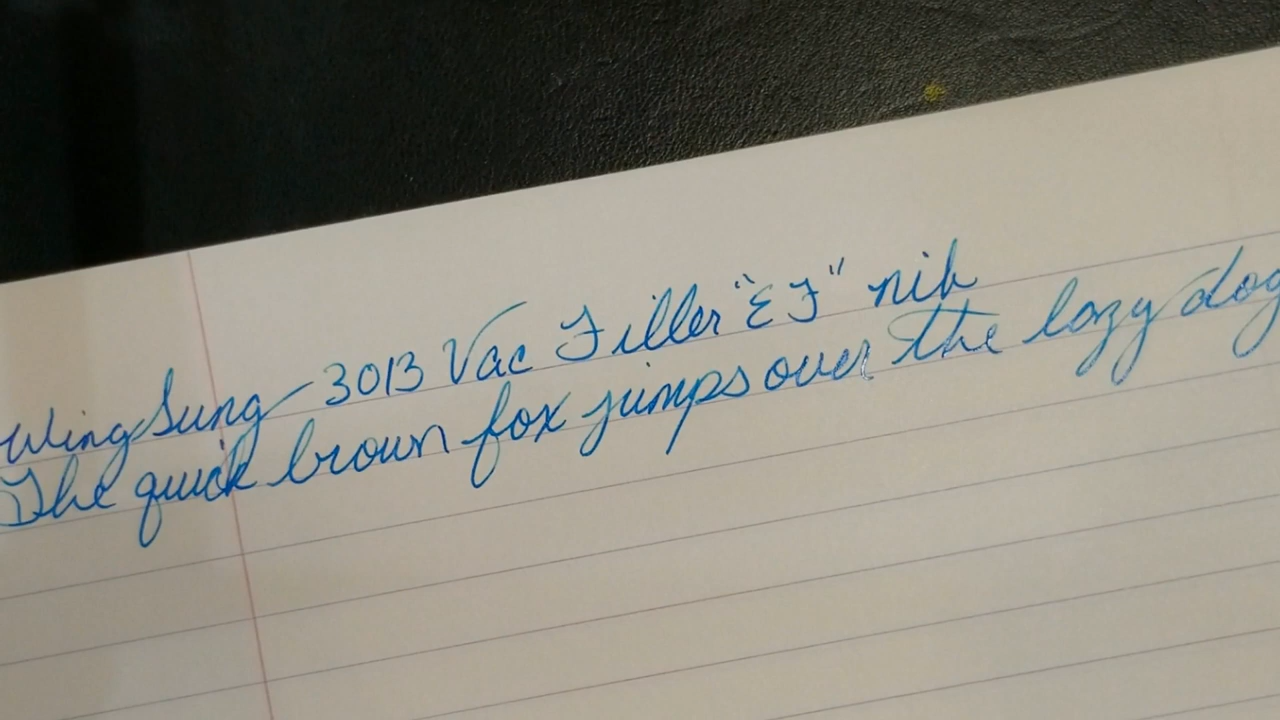 Wing Sung 3013 Vac Filler "EF" nib
The quick brown fox jumps over the lazy dog